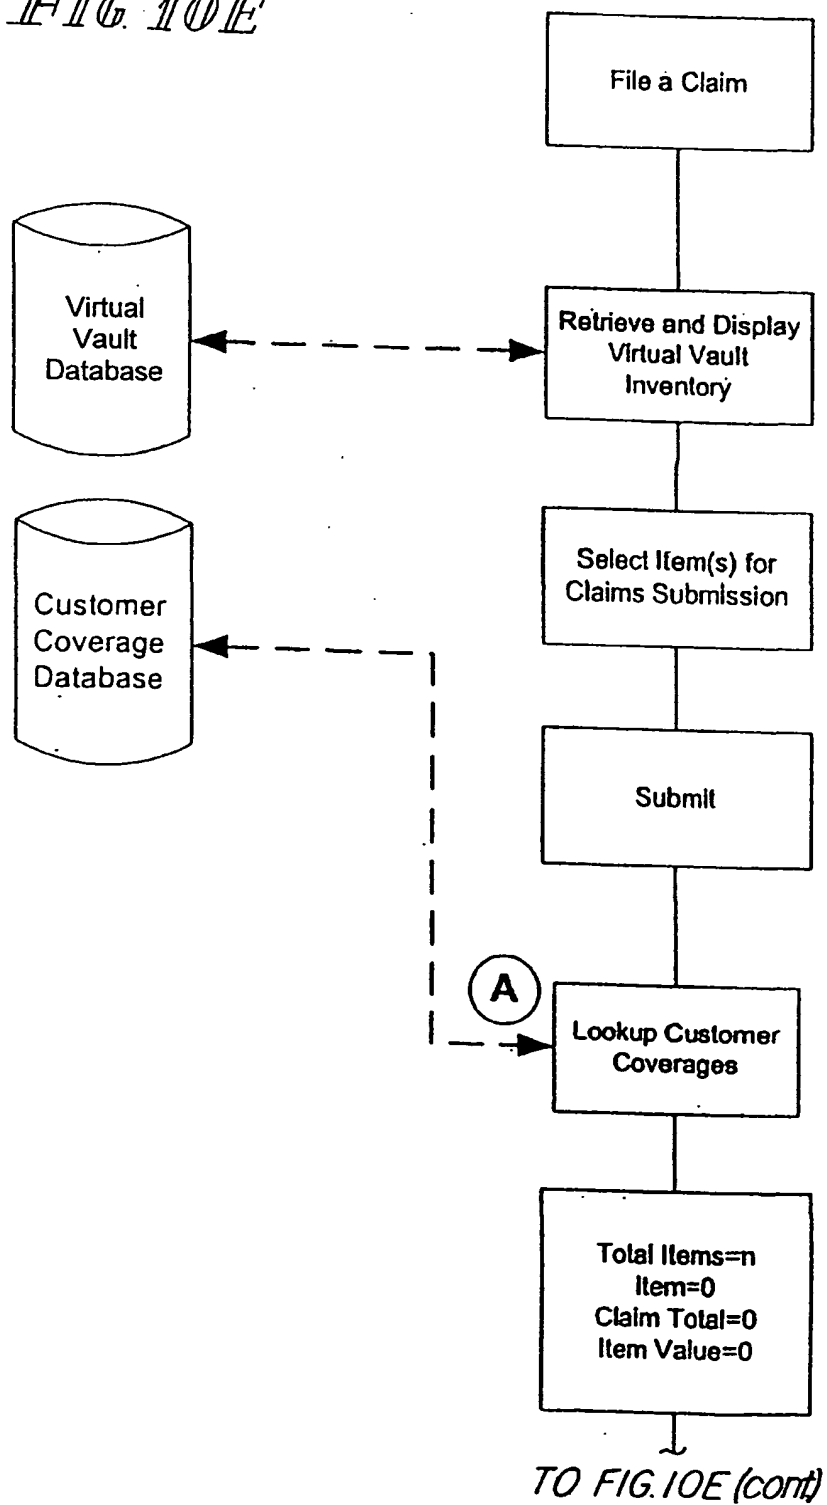 FIG. 10E
File a Claim
Virtual
Vault
Database
Retrieve and Display
Virtual Vault
Inventory
Customer
Coverage
Database
Select Item(s) for
Claims Submission
Submit
A
Lookup Customer
Coverages
Total Items=n
Item=0
Claim Total=0
Item Value=0
TO FIG. 10E (cont)